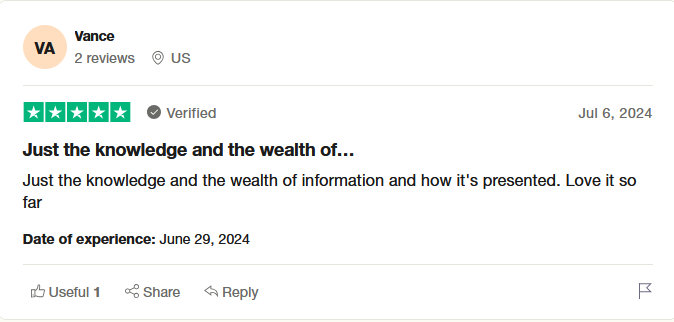 VA
Vance
2 reviews US
Verified Jul 6, 2024
Just the knowledge and the wealth of…
Just the knowledge and the wealth of information and how it's presented. Love it so
far
Date of experience: June 29, 2024
Useful 1 Share Reply